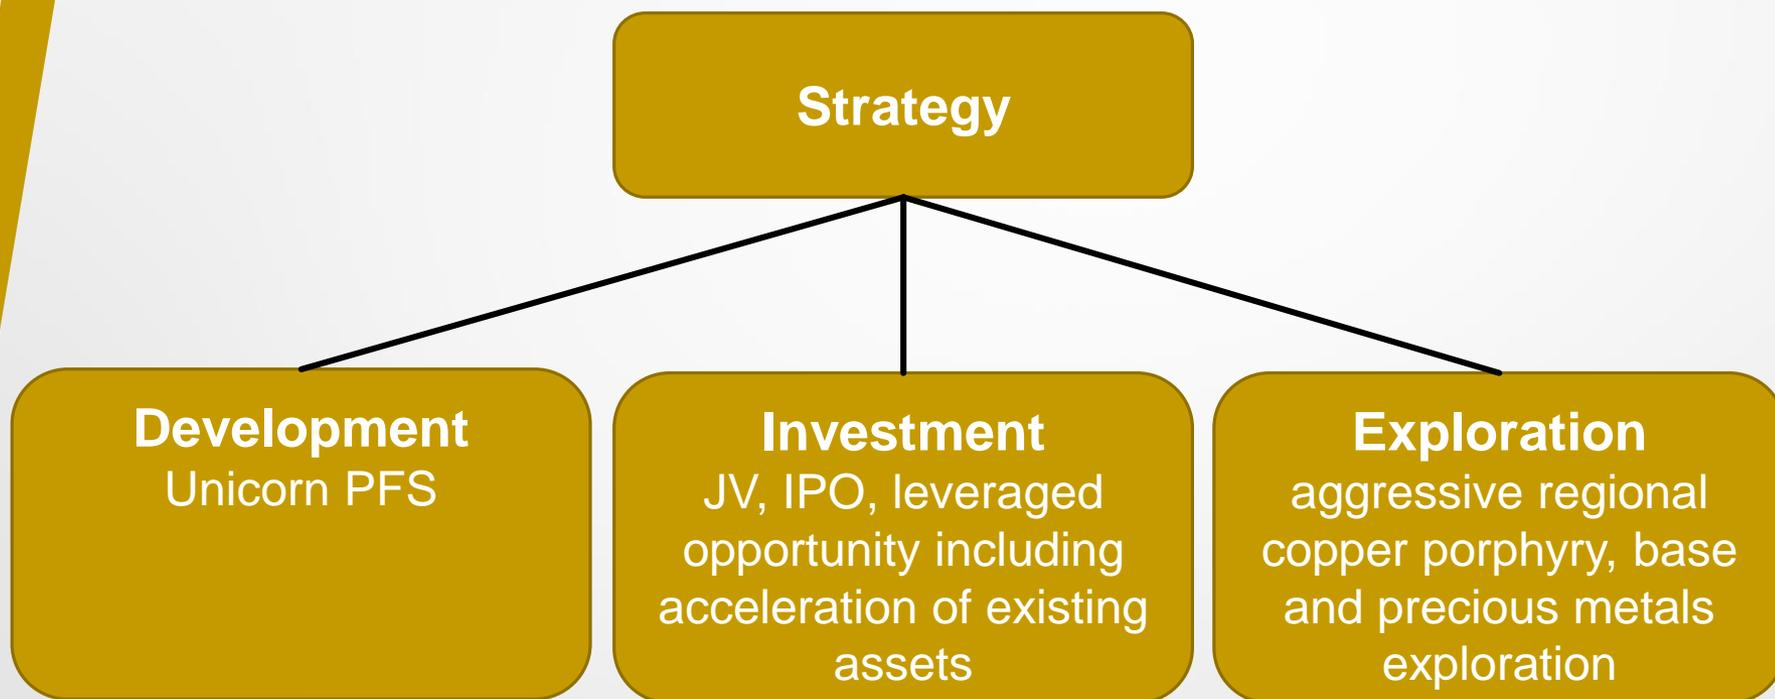 Strategy
Development
Unicorn PFS
Investment
JV, IPO, leveraged
opportunity including
acceleration of existing
assets
Exploration
aggressive regional
copper porphyry, base
and precious metals
exploration